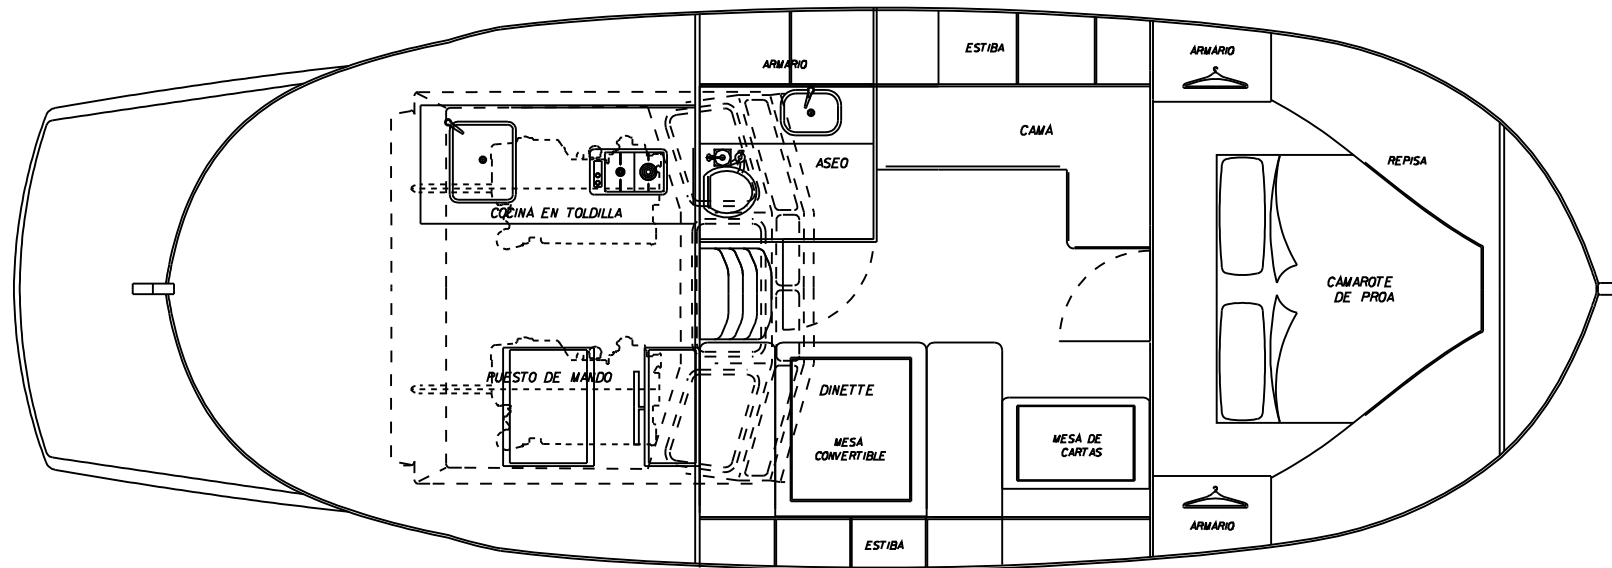 ESTIBA
ARMARIO
ARMARIO
CAMA
ASEO
REPISA
COCINA EN TOLDILLA
CAMAROTE
DE PROA
PUESTO DE MANDO
DINETTE
MESA
CONVERTIBLE
MESA DE
CARTAS
ARMARIO
ESTIBA